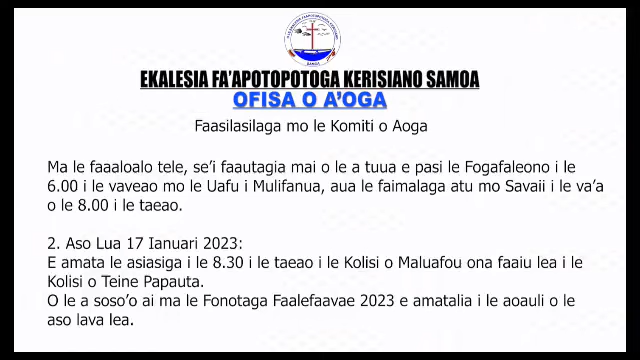 EKALESIA FA'APOTOPOTOGA KERISIANO SAMOA
OFISA O A'OGA
Faasilasilaga mo le Komiti o Aoga
Ma le faaaloalo tele, se'i faautagia mai o le a tuua e pasi le Fogafaleono i le
6.00 i le vaveao mo le Uafu i Mulifanua, aua le faimalaga atu mo Savaii i le va'a
o le 8.00 i le taeao.
2. Aso Lua 17 Ianuari 2023:
E amata le asiasiga i le 8.30 i le taeao i le Kolisi o Maluafou ona faaiu lea i le
Kolisi o Teine Papauta.
O le a soso'o ai ma le Fonotaga Faalefaavae 2023 e amatalia i le aoauli o le
aso lava lea.